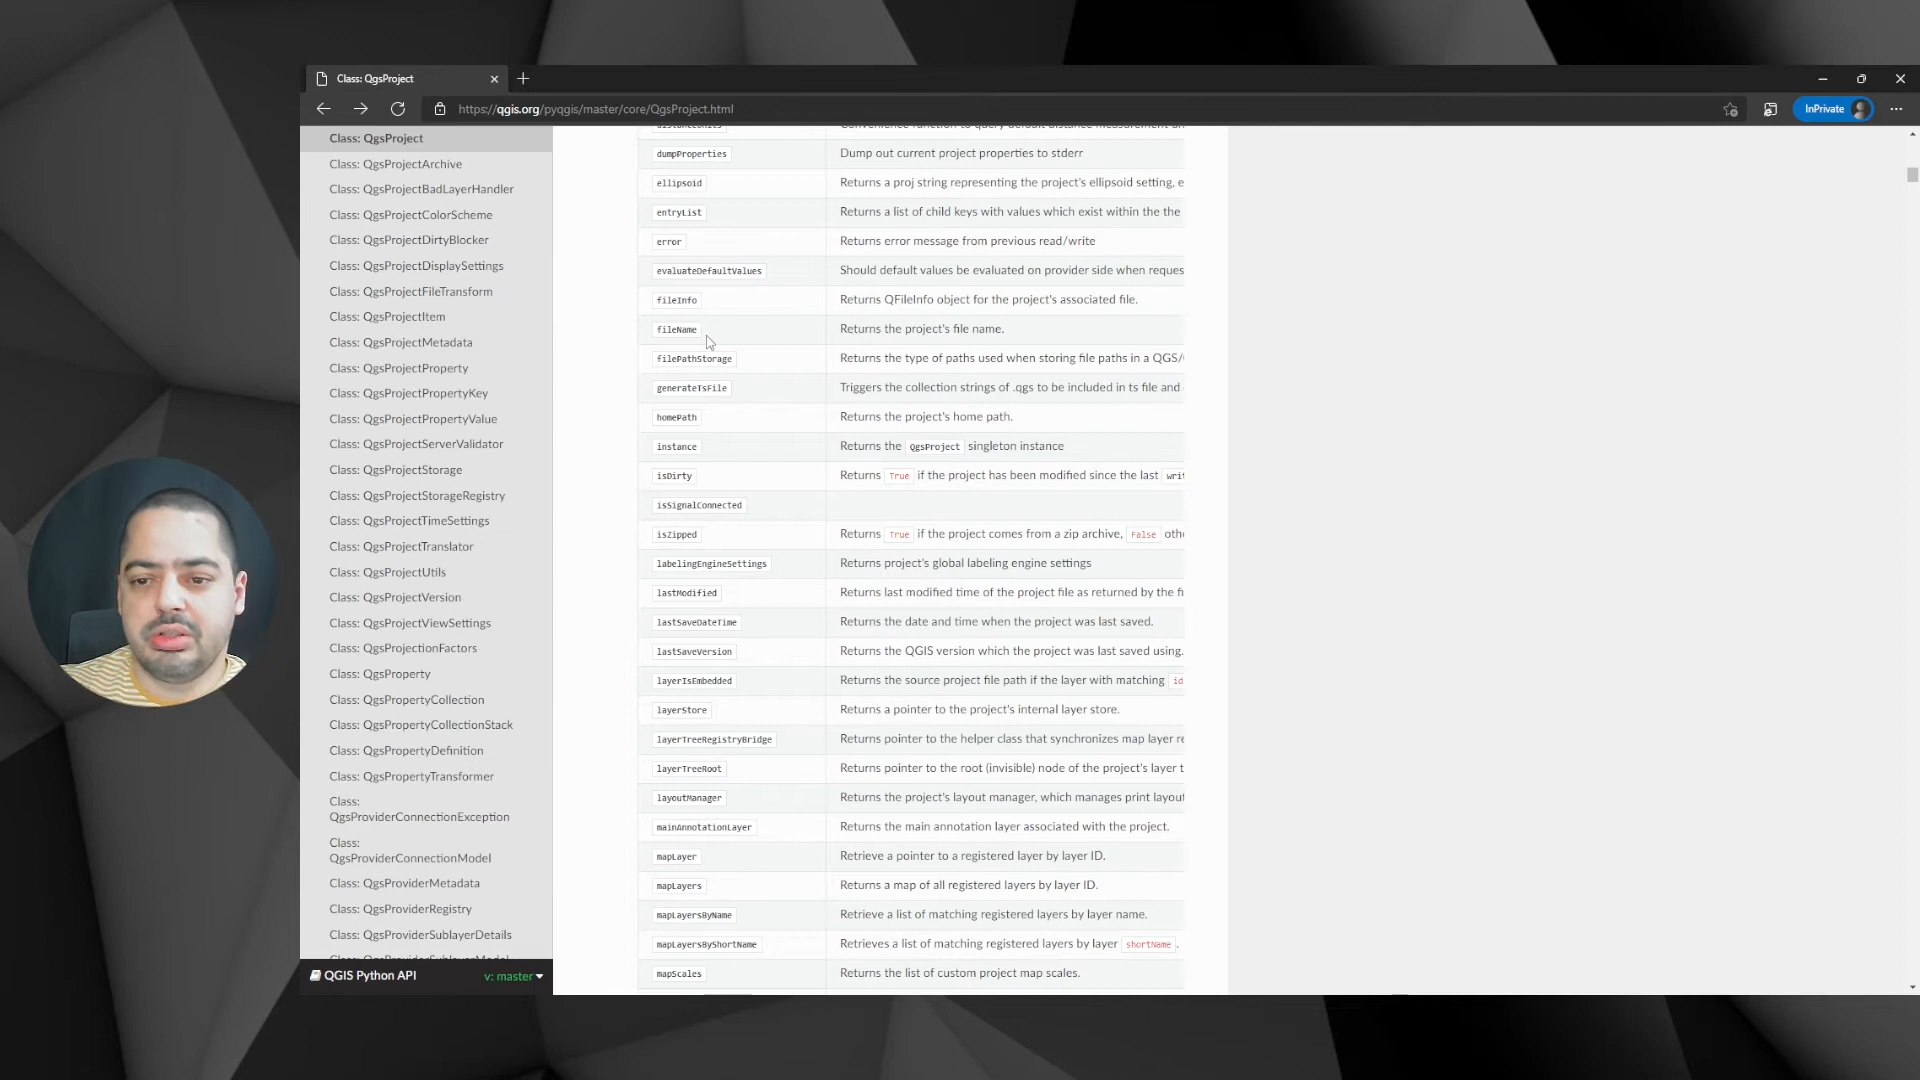 Class: QgsProject
https://qgis.org/pyqgis/master/core/QgsProject.html
InPrivate
Class: QgsProject
Class: QgsProjectArchive
Class: QgsProjectBadLayerHandler
Class: QgsProjectColorScheme
Class: QgsProjectDirtyBlocker
Class: QgsProjectDisplaySettings
Class: QgsProjectFileTransform
Class: QgsProjectItem
Class: QgsProjectMetadata
Class: QgsProjectProperty
Class: QgsProjectPropertyKey
Class: QgsProjectPropertyValue
Class: QgsProjectServerValidator
Class: QgsProjectStorage
Class: QgsProjectStorageRegistry
Class: QgsProjectTimeSettings
Class: QgsProjectTranslator
Class: QgsProjectUtils
Class: QgsProjectVersion
Class: QgsProjectViewSettings
Class: QgsProjectionFactors
Class: QgsProperty
Class: QgsPropertyCollection
Class: QgsPropertyCollectionStack
Class: QgsPropertyDefinition
Class: QgsPropertyTransformer
Class:
QgsProviderConnectionException
Class:
QgsProviderConnectionModel
Class: QgsProviderMetadata
Class: QgsProviderRegistry
Class: QgsProviderSublayerDetails
QGIS Python API v: master
distanceUnits Convenience function to query default distance measurement
dumpProperties Dump out current project properties to stderr
ellipsoid Returns a proj string representing the project's ellipsoid setting, e
entryList Returns a list of child keys with values which exist within the the
error Returns error message from previous read/write
evaluateDefaultValues Should default values be evaluated on provider side when reques
fileInfo Returns QFileInfo object for the project's associated file.
fileName Returns the project's file name.
filePathStorage Returns the type of paths used when storing file paths in a QGS/
generateTsFile Triggers the collection strings of .qgs to be included in ts file and
homePath Returns the project's home path.
instance Returns the QgsProject singleton instance
isDirty Returns True if the project has been modified since the last writ
isSignalConnected
isZipped Returns True if the project comes from a zip archive, False oth
labelingEngineSettings Returns project's global labeling engine settings
lastModified Returns last modified time of the project file as returned by the fi
lastSaveDateTime Returns the date and time when the project was last saved.
lastSaveVersion Returns the QGIS version which the project was last saved using.
layerIsEmbedded Returns the source project file path if the layer with matching id
layerStore Returns a pointer to the project's internal layer store.
layerTreeRegistryBridge Returns pointer to the helper class that synchronizes map layer re
layerTreeRoot Returns pointer to the root (invisible) node of the project's layer t
layoutManager Returns the project's layout manager, which manages print layout
mainAnnotationLayer Returns the main annotation layer associated with the project.
mapLayer Retrieve a pointer to a registered layer by layer ID.
mapLayers Returns a map of all registered layers by layer ID.
mapLayersByName Retrieve a list of matching registered layers by layer name.
mapLayersByShortName Retrieves a list of matching registered layers by layer shortName .
mapScales Returns the list of custom project map scales.